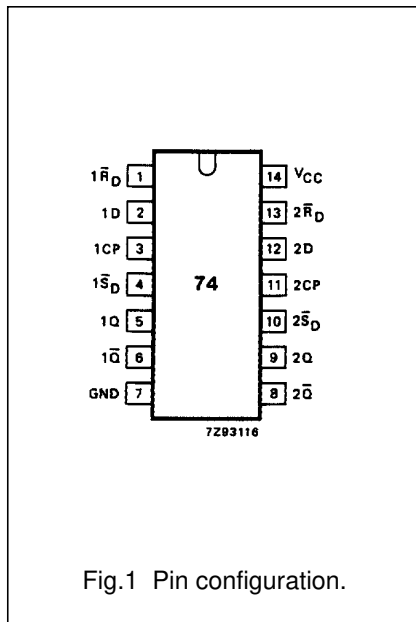 1R̅D 1
1D 2
1CP 3
1S̅D 4
1Q 5
1Q̅ 6
GND 7
74
14 VCC
13 2R̅D
12 2D
11 2CP
10 2S̅D
9 2Q
8 2Q̅
7Z93116
Fig.1 Pin configuration.